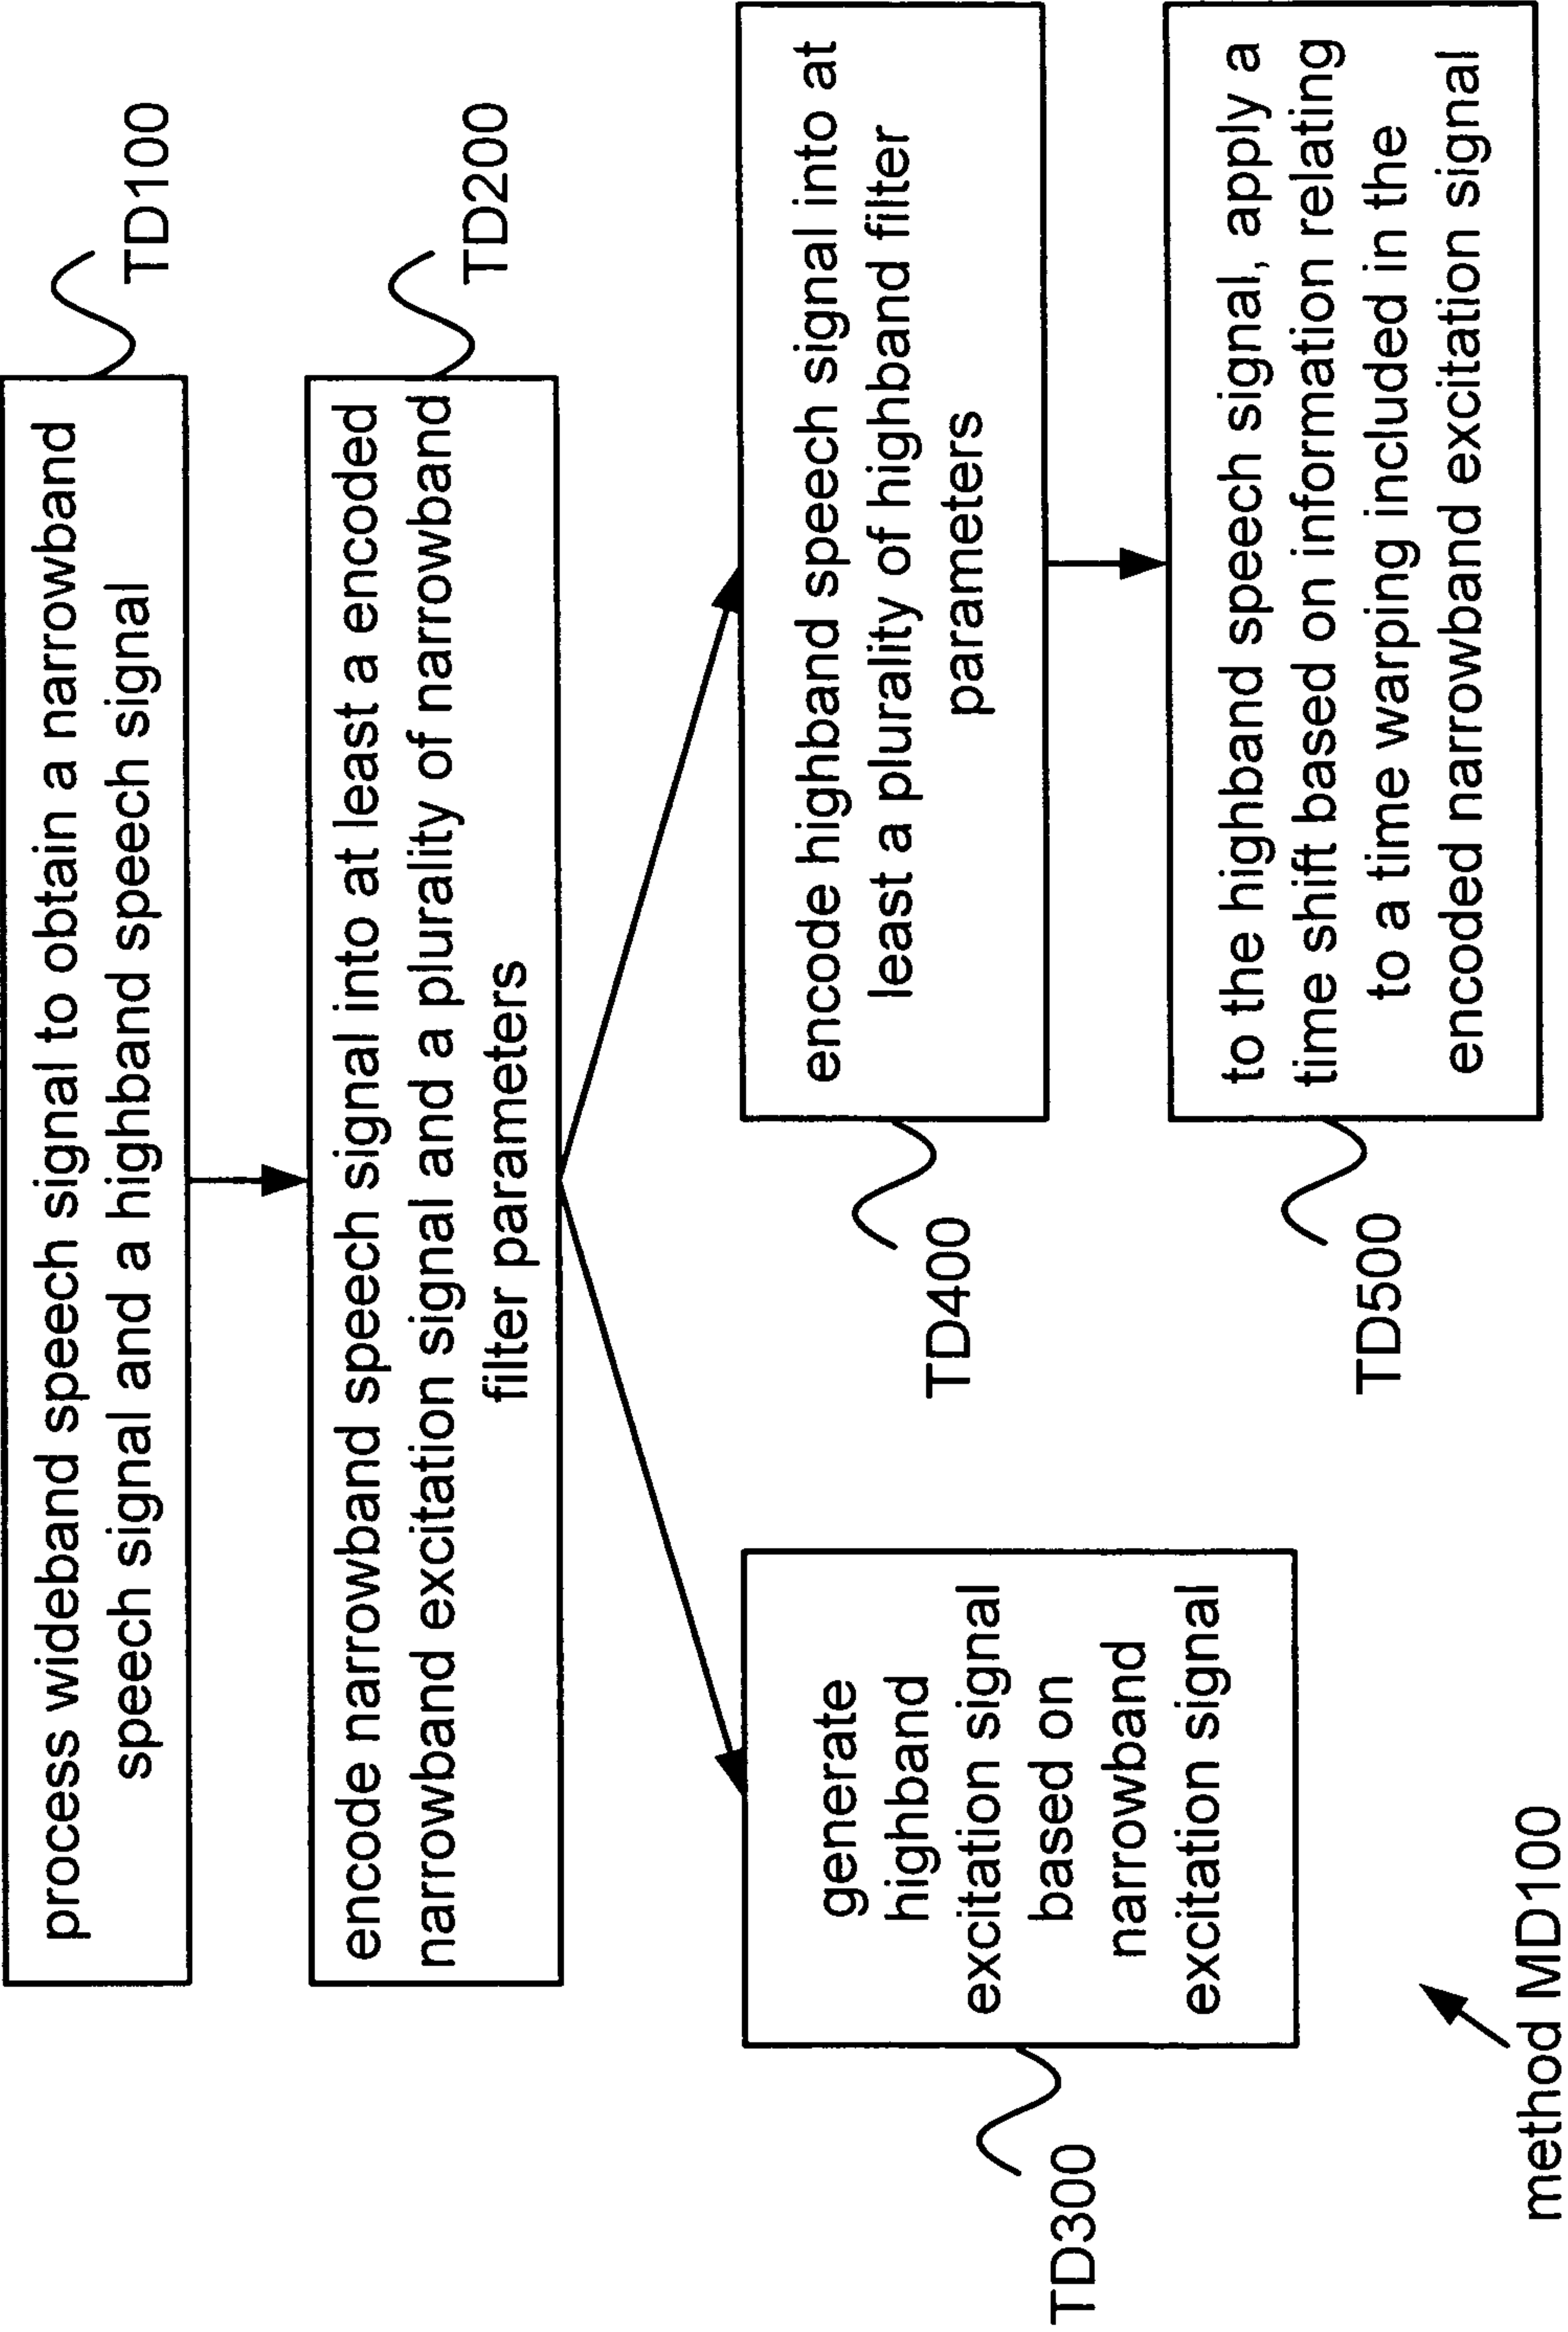 process wideband speech signal to obtain a narrowband
speech signal and a highband speech signal
TD100
encode narrowband speech signal into at least a encoded
narrowband excitation signal and a plurality of narrowband
filter parameters
TD200
generate
highband
excitation signal
based on
narrowband
excitation signal
TD300
encode highband speech signal into at
least a plurality of highband filter
parameters
TD400
to the highband speech signal, apply a
time shift based on information relating
to a time warping included in the
encoded narrowband excitation signal
TD500
method MD100